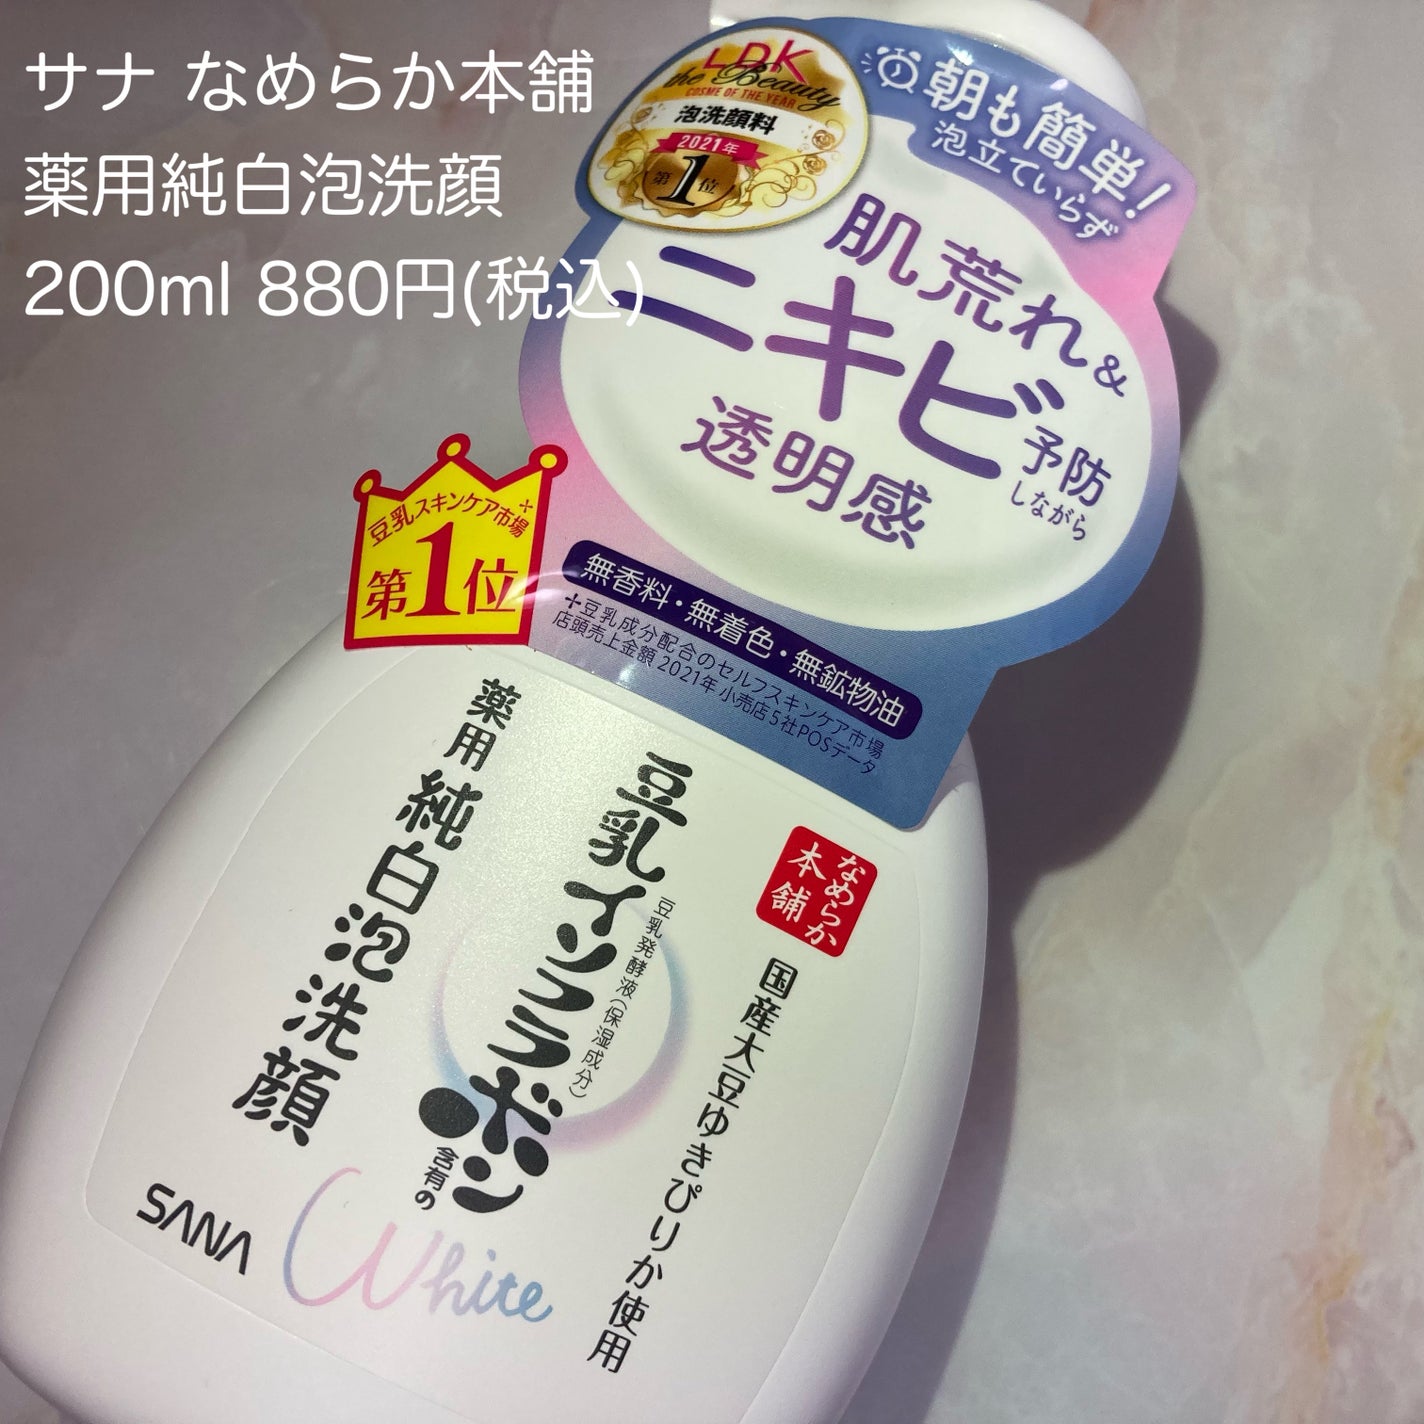 サナ なめらか本舗
薬用純白泡洗顔
200ml 880円(税込)
LDK
the Beauty
COSME OF THE YEAR
泡洗顔料
2021年
第1位
朝も簡単!
泡立ていらず
肌荒れ&
ニキビ予防
しながら
透明感
豆乳スキンケア市場＋
第1位
無香料・無着色・無鉱物油
＋豆乳成分配合のセルフスキンケア市場
店頭売上金額 2021年 小売店5社POSデータ
なめらか
本舗
国産大豆ゆきぴりか使用
豆乳発酵液(保湿成分)
豆乳イソフラボン含有の
薬用純白泡洗顔
White
SANA